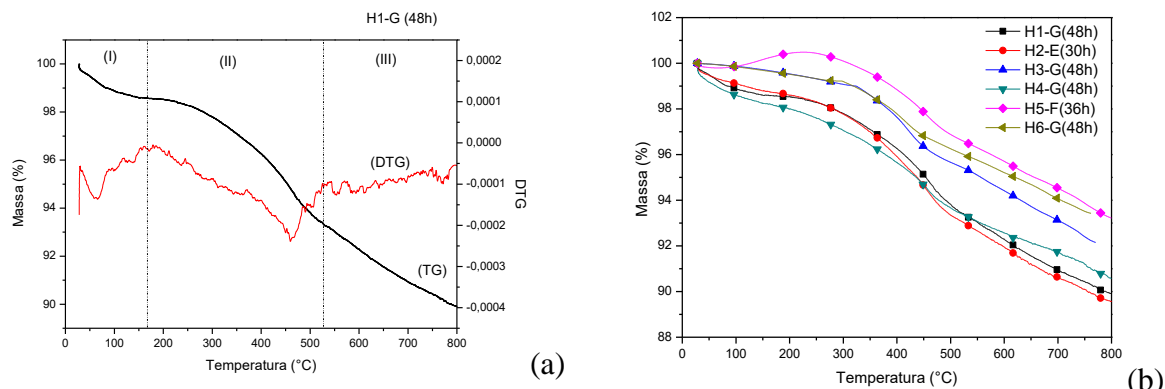 H1-G (48h)
(I)
(II)
(III)
100
98
96
94
92
90
Massa (%)
0,0002
0,0001
0,0000
-0,0001
-0,0002
-0,0003
-0,0004
DTG
(DTG)
(TG)
0 100 200 300 400 500 600 700 800
Temperatura (°C)
(a)
102
100
98
96
94
92
90
88
Massa (%)
H1-G(48h)
H2-E(30h)
H3-G(48h)
H4-G(48h)
H5-F(36h)
H6-G(48h)
0 100 200 300 400 500 600 700 800
Temperatura (°C)
(b)